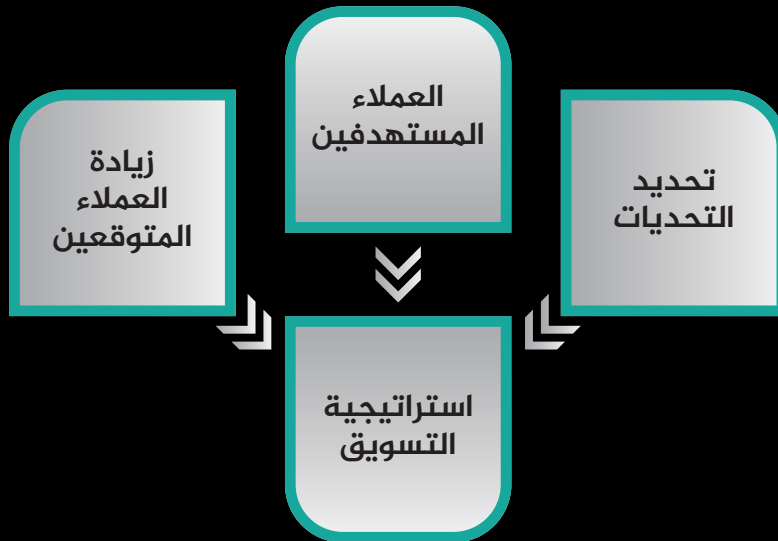 العملاء
المستهدفين
تحديد
التحديات
زيادة
العملاء
المتوقعين
استراتيجية
التسويق